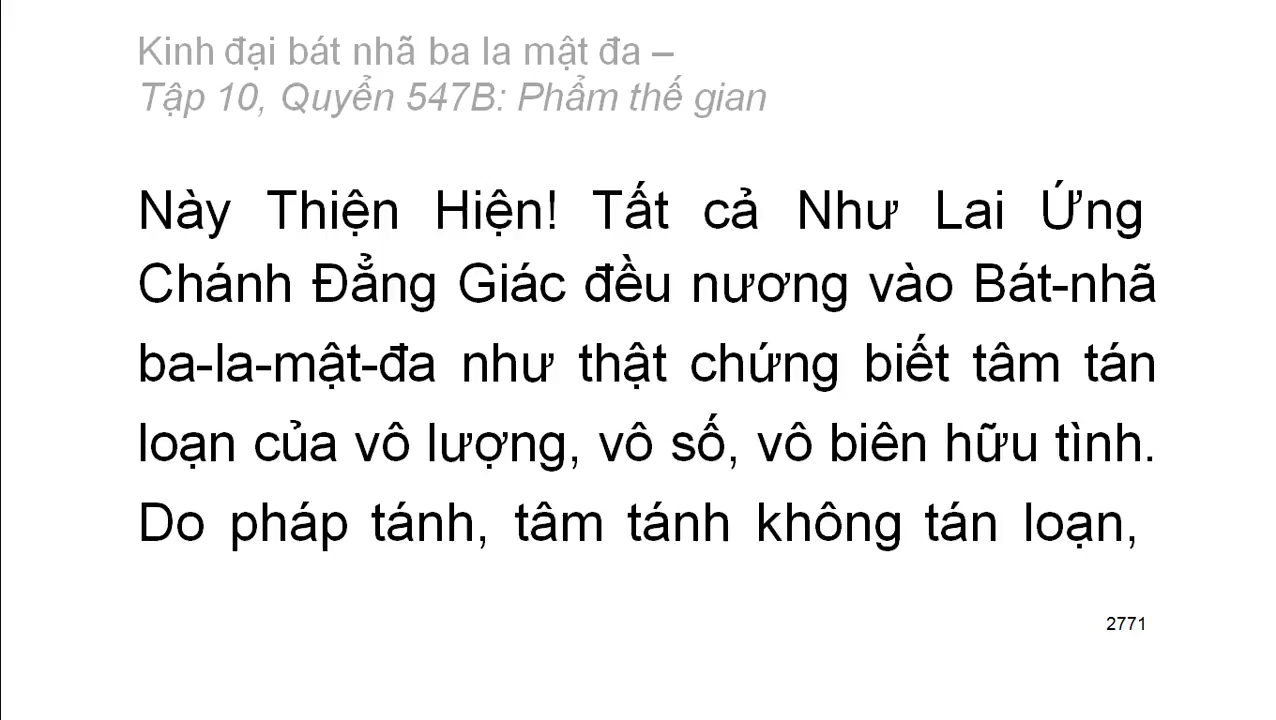 Kinh đại bát nhã ba la mật đa –
Tập 10, Quyển 547B: Phẩm thế gian
Này Thiện Hiện! Tất cả Như Lai Ứng
Chánh Đẳng Giác đều nương vào Bát-nhã
ba-la-mật-đa như thật chứng biết tâm tán
loạn của vô lượng, vô số, vô biên hữu tình.
Do pháp tánh, tâm tánh không tán loạn,
2771